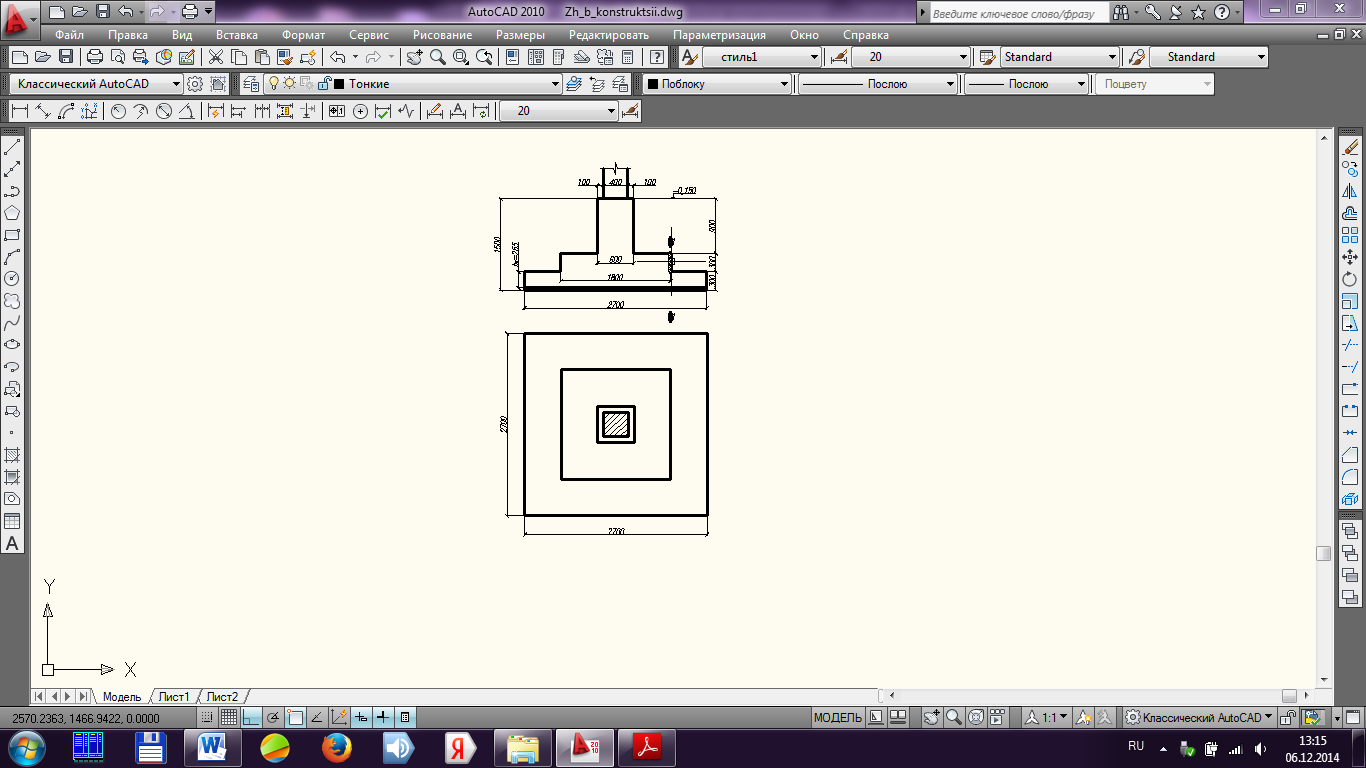 AutoCAD 2010 Zh_b_konstruktsii.dwg Введите ключевое слово/фразу
Файл Правка Вид Вставка Формат Сервис Рисование Размеры Редактировать Параметризация Окно Справка
стиль1 20 Standard Standard
Классический AutoCAD Тонкие Поблоку Послою Послою Поцвету
20
100 400 100
-0,150
1500
600
300
300
1800
2700
2700
2700
A
Y
X
Модель Лист1 Лист2
2570.2363, 1466.9422, 0.0000 МОДЕЛЬ 1:1 Классический AutoCAD
RU 13:15
06.12.2014